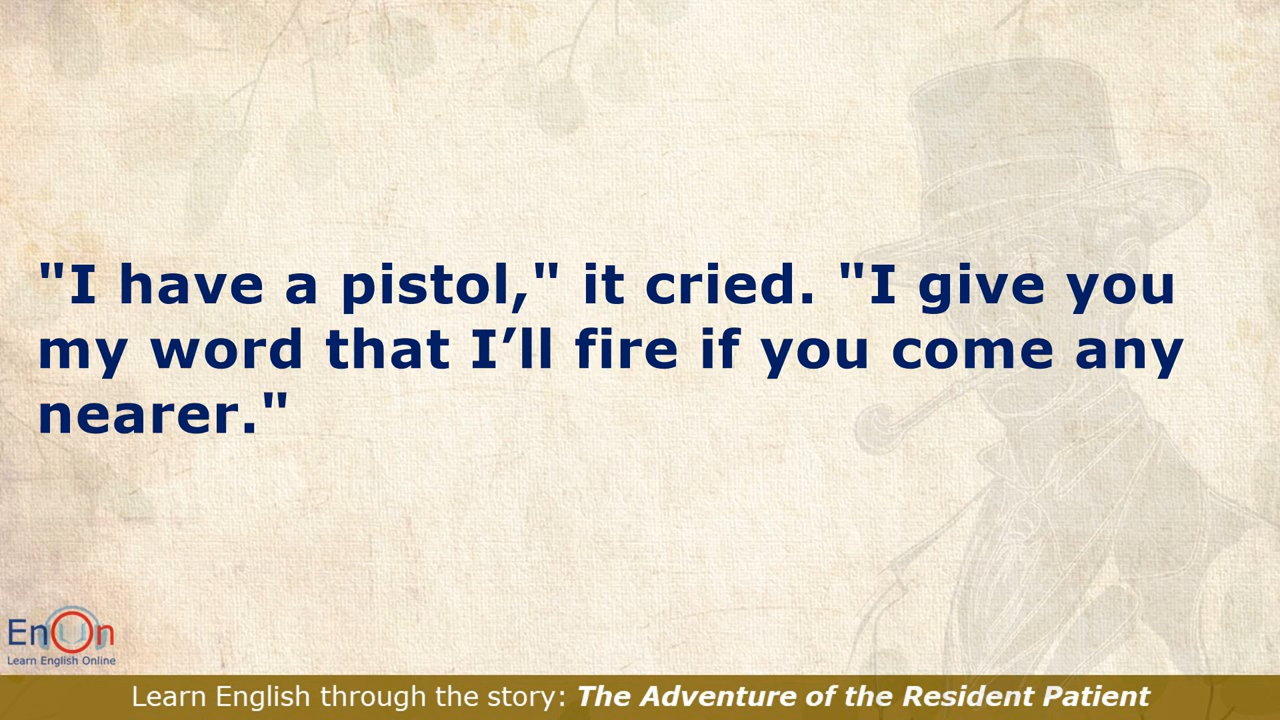 "I have a pistol," it cried. "I give you
my word that I’ll fire if you come any
nearer."
EnOn
Learn English Online
Learn English through the story: The Adventure of the Resident Patient